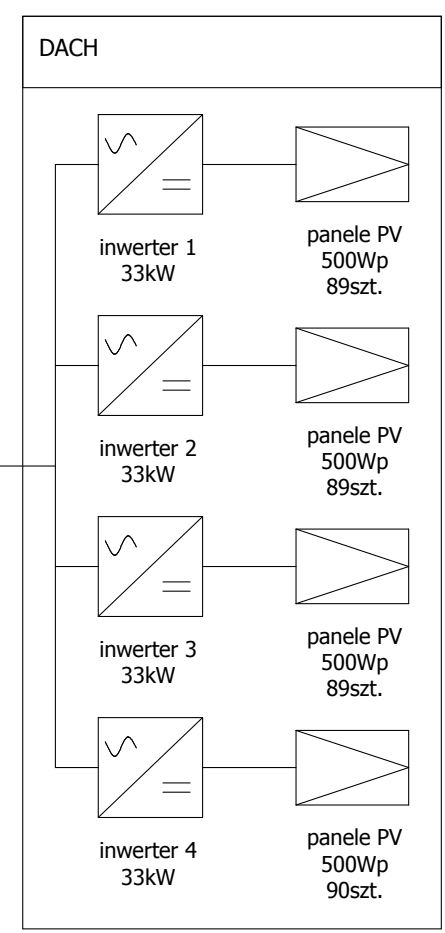 DACH
inwerter 1
33kW
panele PV
500Wp
89szt.
inwerter 2
33kW
panele PV
500Wp
89szt.
inwerter 3
33kW
panele PV
500Wp
89szt.
inwerter 4
33kW
panele PV
500Wp
90szt.